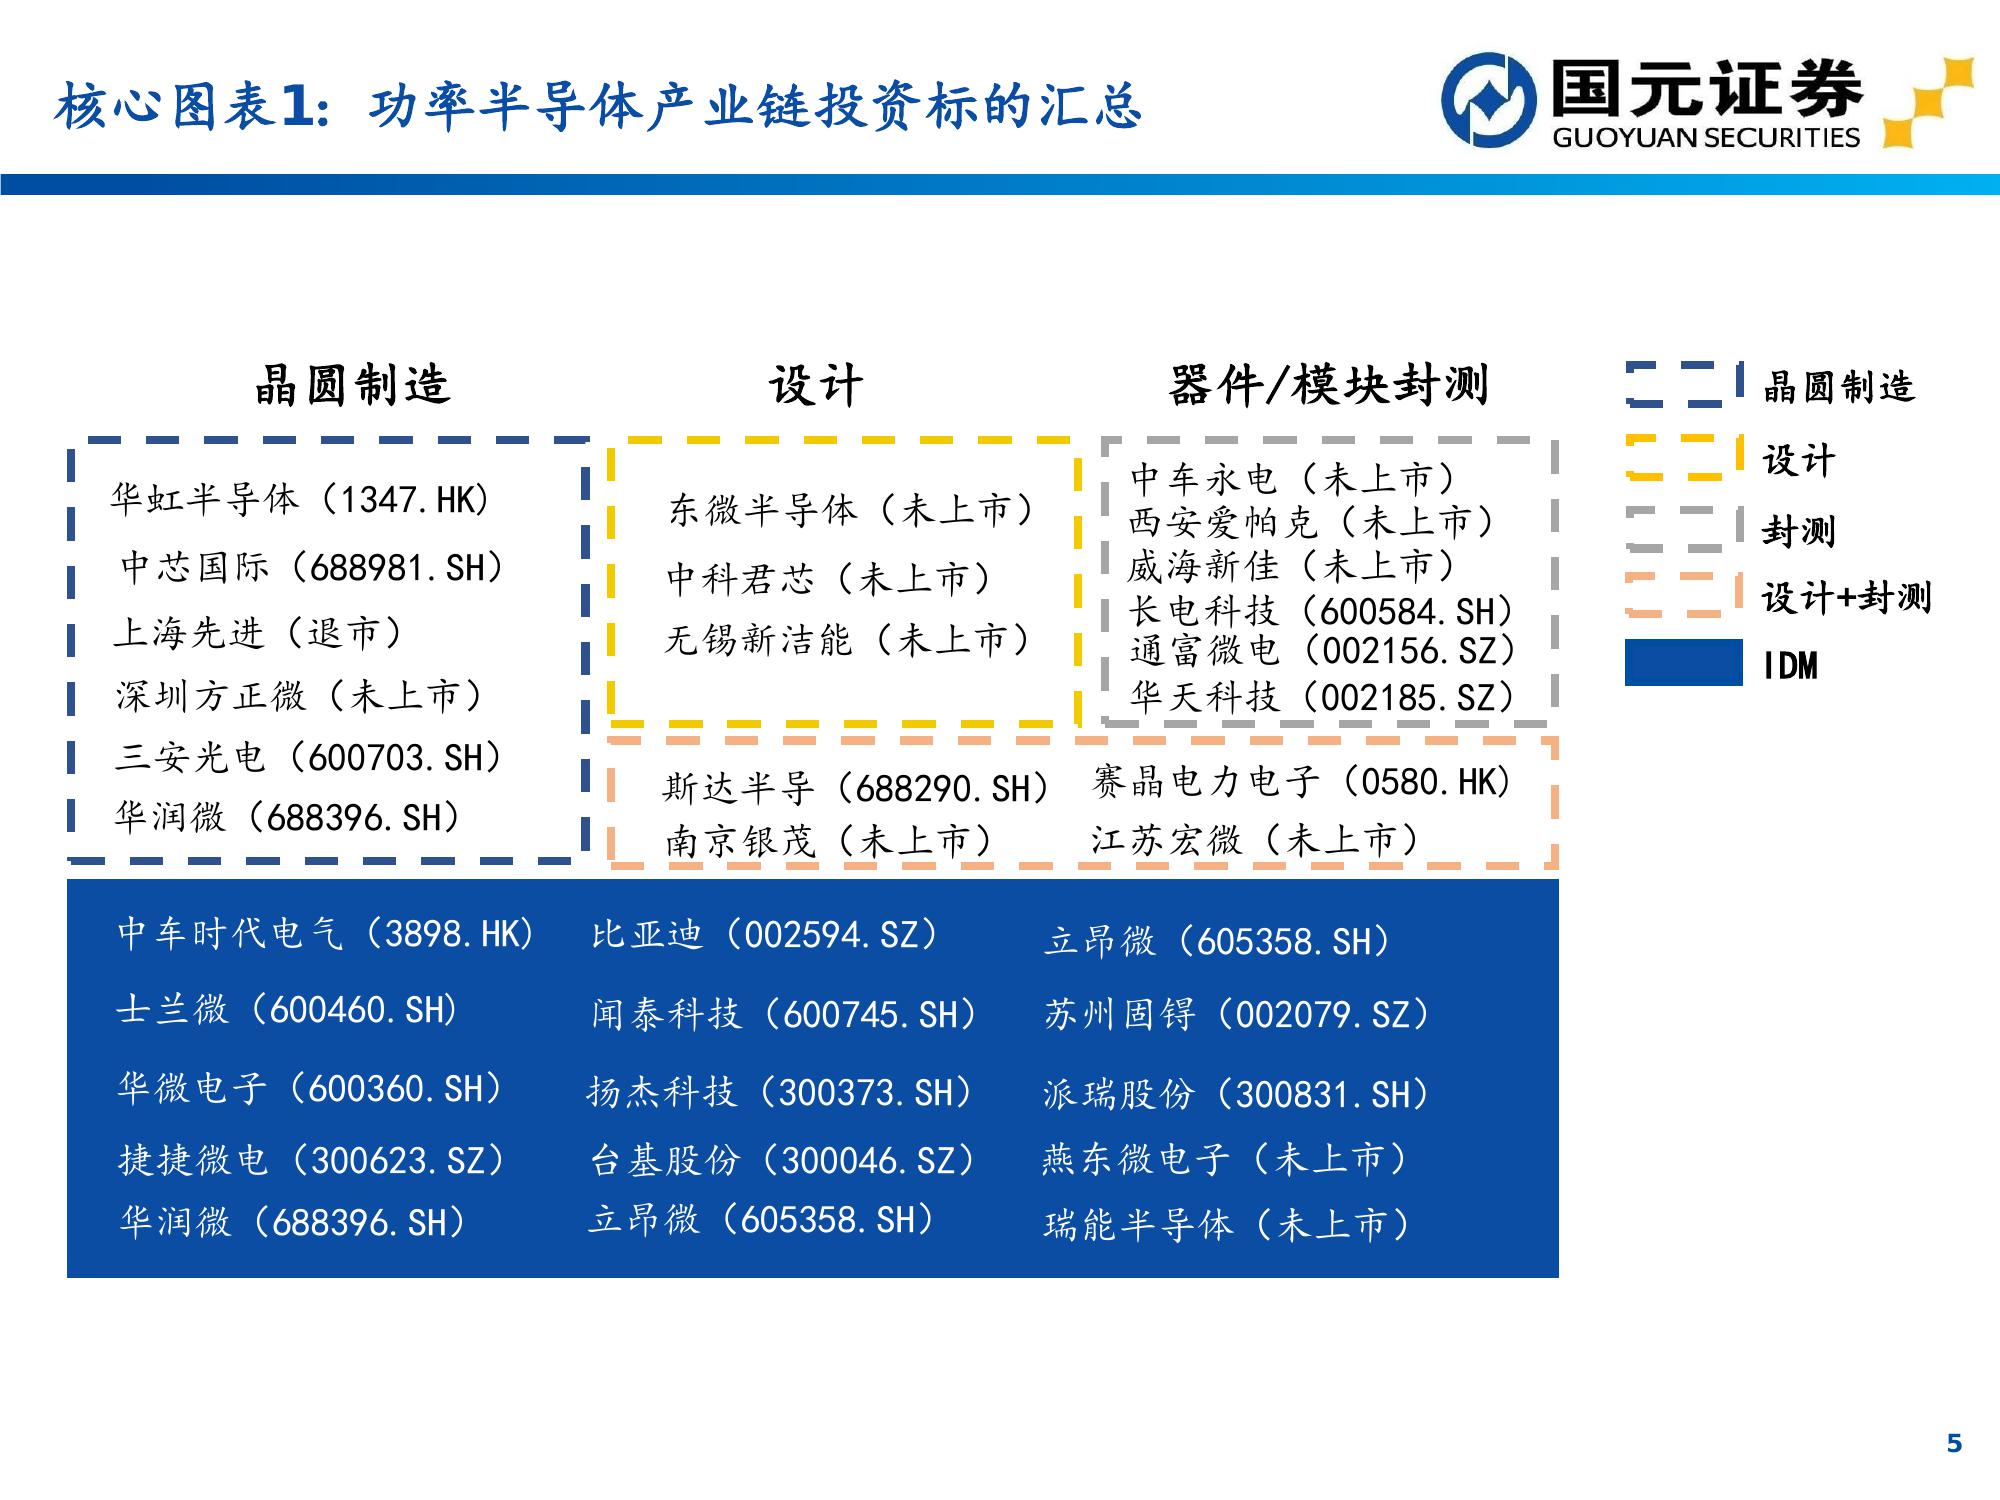 核心图表1：功率半导体产业链投资标的汇总
国元证券
GUOYUAN SECURITIES
晶圆制造
设计
器件/模块封测
华虹半导体（1347.HK）
中芯国际（688981.SH）
上海先进（退市）
深圳方正微（未上市）
三安光电（600703.SH）
华润微（688396.SH）
东微半导体（未上市）
中科君芯（未上市）
无锡新洁能（未上市）
中车永电（未上市）
西安爱帕克（未上市）
威海新佳（未上市）
长电科技（600584.SH）
通富微电（002156.SZ）
华天科技（002185.SZ）
斯达半导（688290.SH）
赛晶电力电子（0580.HK）
南京银茂（未上市）
江苏宏微（未上市）
中车时代电气（3898.HK）
比亚迪（002594.SZ）
立昂微（605358.SH）
士兰微（600460.SH）
闻泰科技（600745.SH）
苏州固锝（002079.SZ）
华微电子（600360.SH）
扬杰科技（300373.SH）
派瑞股份（300831.SH）
捷捷微电（300623.SZ）
台基股份（300046.SZ）
燕东微电子（未上市）
华润微（688396.SH）
立昂微（605358.SH）
瑞能半导体（未上市）
晶圆制造
设计
封测
设计+封测
IDM
5